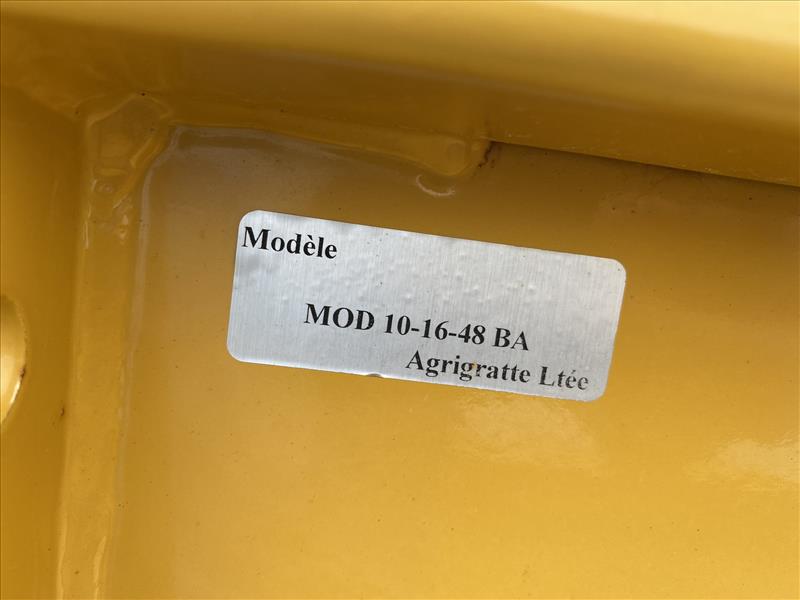 Modèle
MOD 10-16-48 BA
Agrigratte Ltée